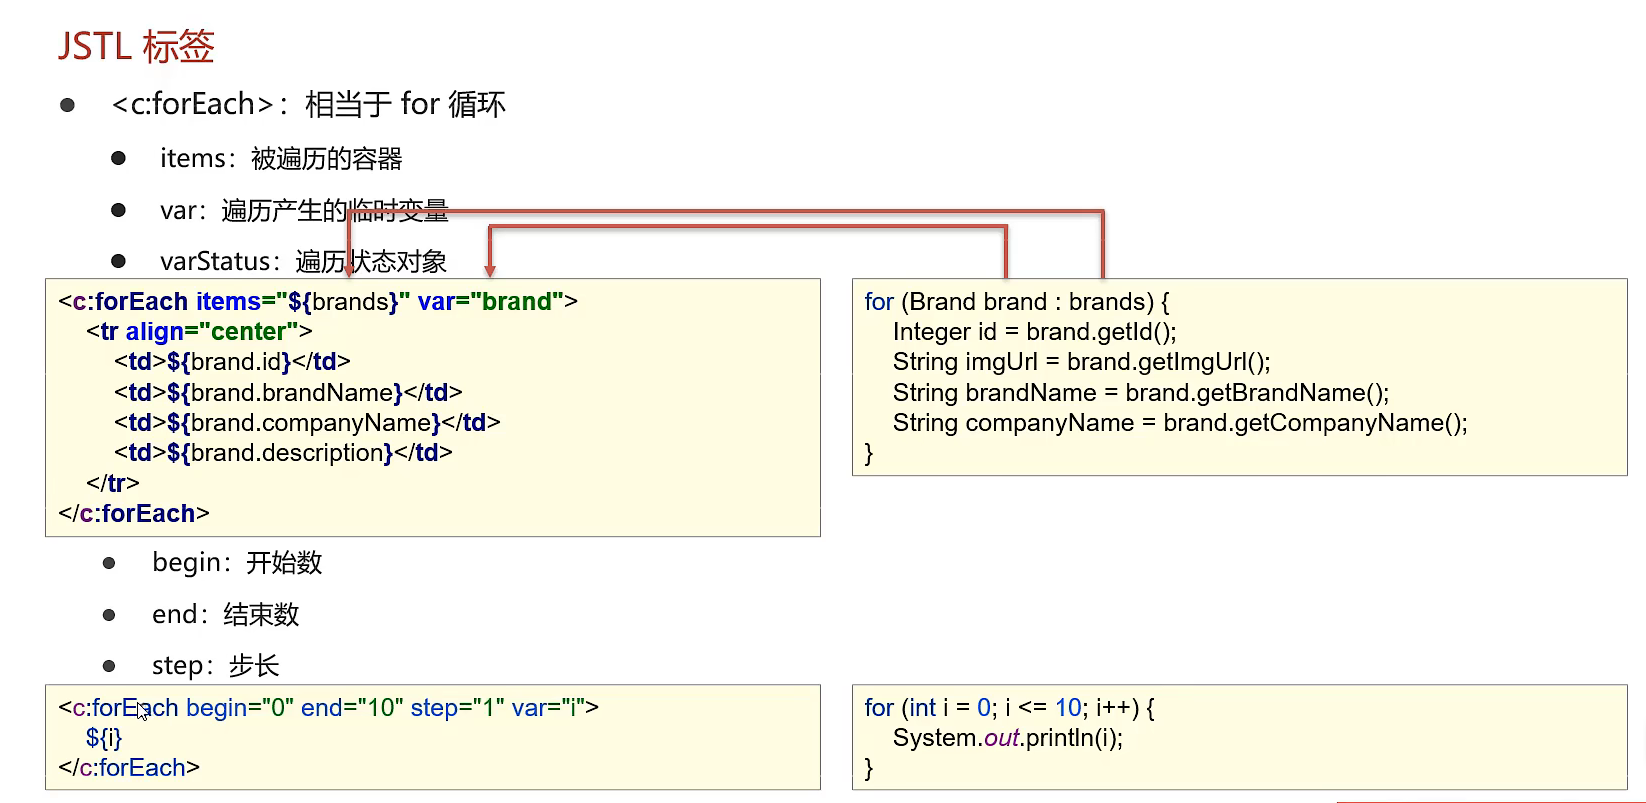 JSTL 标签
● <c:forEach>：相当于 for 循环
● items：被遍历的容器
● var：遍历产生的临时变量
● varStatus：遍历状态对象
<c:forEach items="${brands}" var="brand">
<tr align="center">
<td>${brand.id}</td>
<td>${brand.brandName}</td>
<td>${brand.companyName}</td>
<td>${brand.description}</td>
</tr>
</c:forEach>
for (Brand brand : brands) {
Integer id = brand.getId();
String imgUrl = brand.getImgUrl();
String brandName = brand.getBrandName();
String companyName = brand.getCompanyName();
}
● begin：开始数
● end：结束数
● step：步长
<c:forEach begin="0" end="10" step="1" var="i">
${i}
</c:forEach>
for (int i = 0; i <= 10; i++) {
System.out.println(i);
}